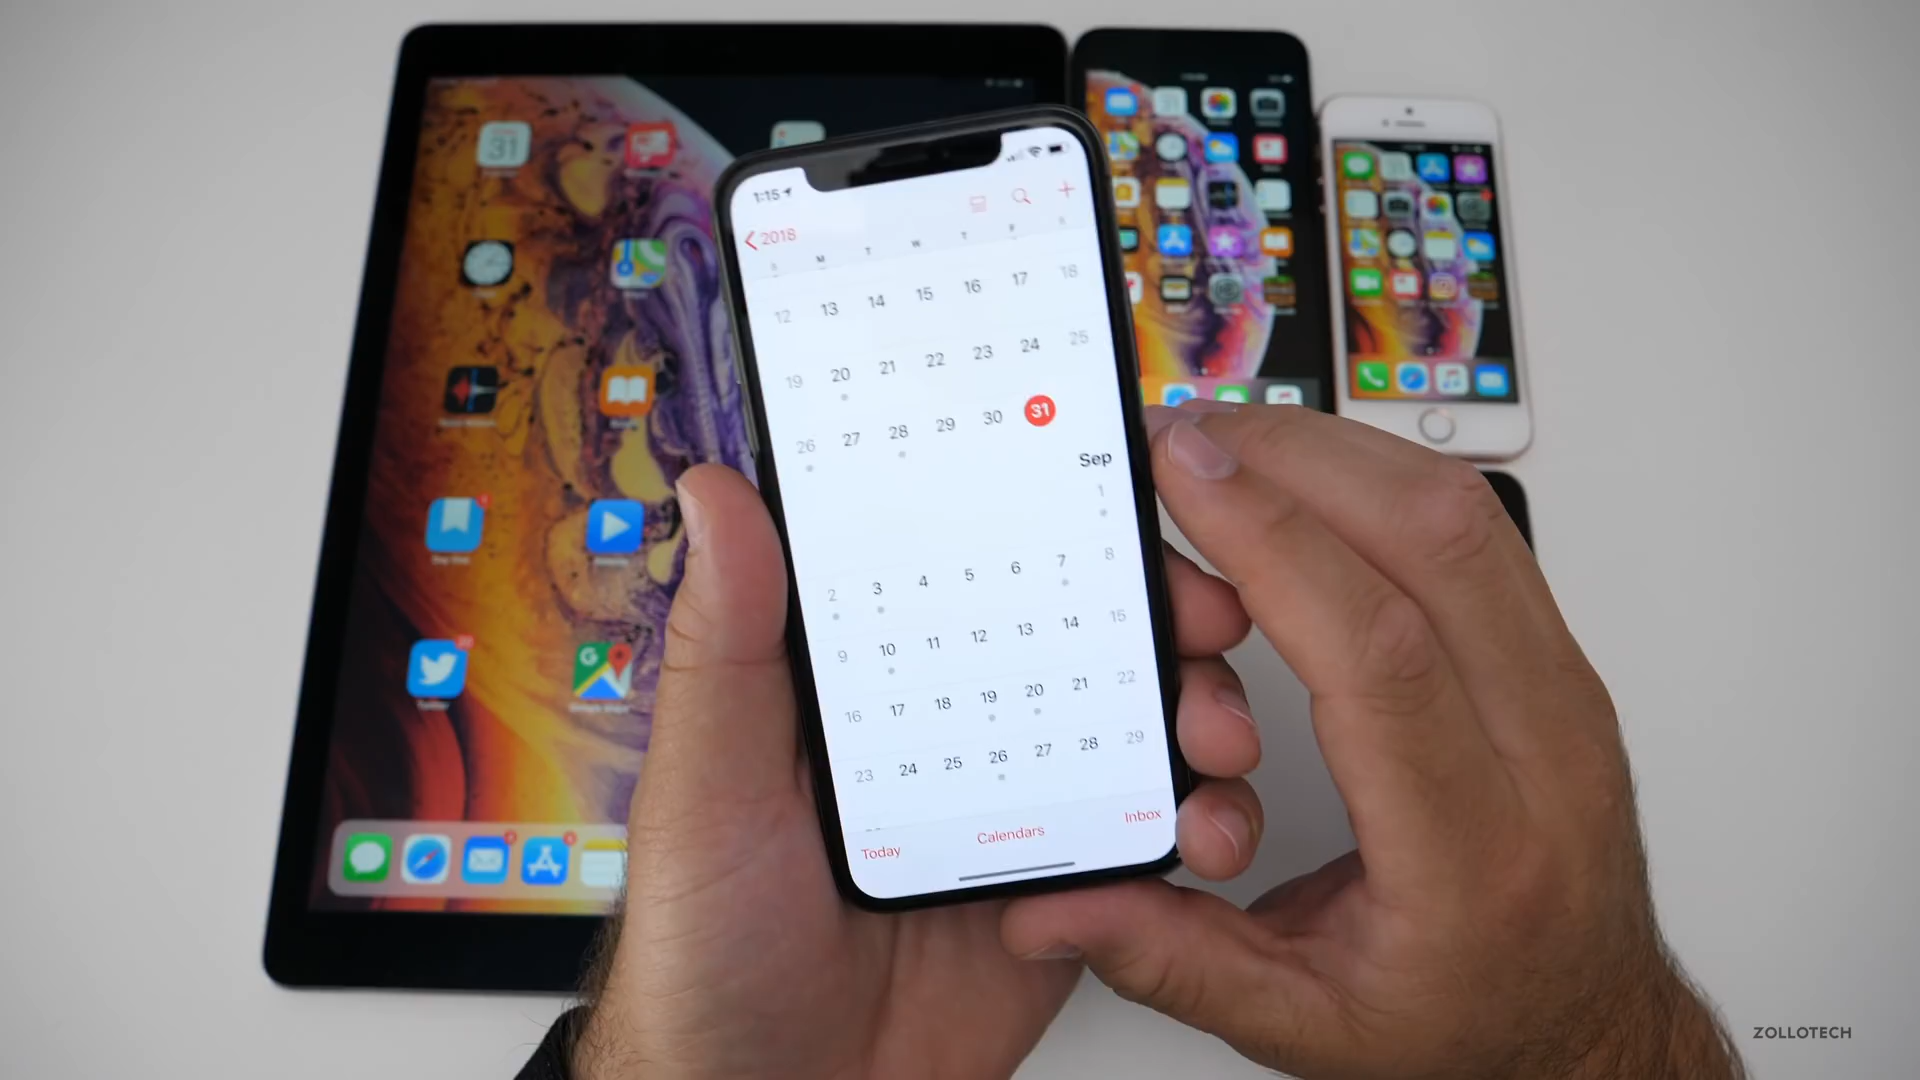 1:15
2018
S M T W T F S
12 13 14 15 16 17 18
19 20 21 22 23 24 25
26 27 28 29 30 31
Sep
1
2 3 4 5 6 7 8
9 10 11 12 13 14 15
16 17 18 19 20 21 22
23 24 25 26 27 28 29
Today Calendars Inbox
31
Twitter
ZOLLOTECH